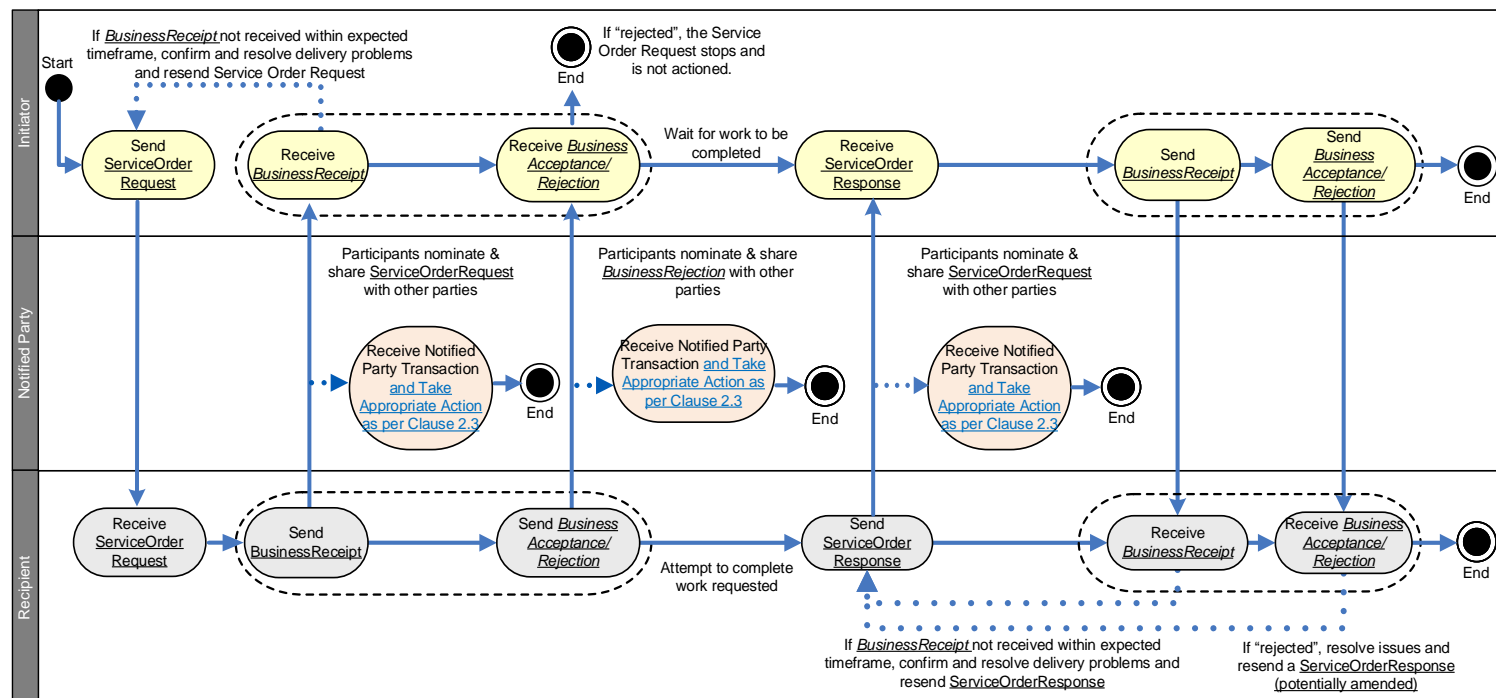 Initiator
If BusinessReceipt not received within expected
timeframe, confirm and resolve delivery problems
and resend Service Order Request
Start
End
If “rejected”, the Service
Order Request stops and
is not actioned.
Send
ServiceOrder
Request
Receive
BusinessReceipt
Receive Business
Acceptance/
Rejection
Wait for work to be
completed
Receive
ServiceOrder
Response
Send
BusinessReceipt
Send
Business
Acceptance/
Rejection
End
Notified Party
Participants nominate &
share ServiceOrderRequest
with other parties
Participants nominate & share
BusinessRejection with other
parties
Participants nominate &
share ServiceOrderRequest
with other parties
Receive Notified
Party Transaction
and Take
Appropriate Action
as per Clause 2.3
End
Receive Notified Party
Transaction and Take
Appropriate Action as
per Clause 2.3
End
Receive Notified
Party Transaction
and Take
Appropriate Action
as per Clause 2.3
End
Recipient
Receive
ServiceOrder
Request
Send
BusinessReceipt
Send Business
Acceptance/
Rejection
Attempt to complete
work requested
Send
ServiceOrder
Response
Receive
BusinessReceipt
Receive Business
Acceptance/
Rejection
End
If BusinessReceipt not received within expected
timeframe, confirm and resolve delivery problems and
resend ServiceOrderResponse
If “rejected”, resolve issues and
resend a ServiceOrderResponse
(potentially amended)